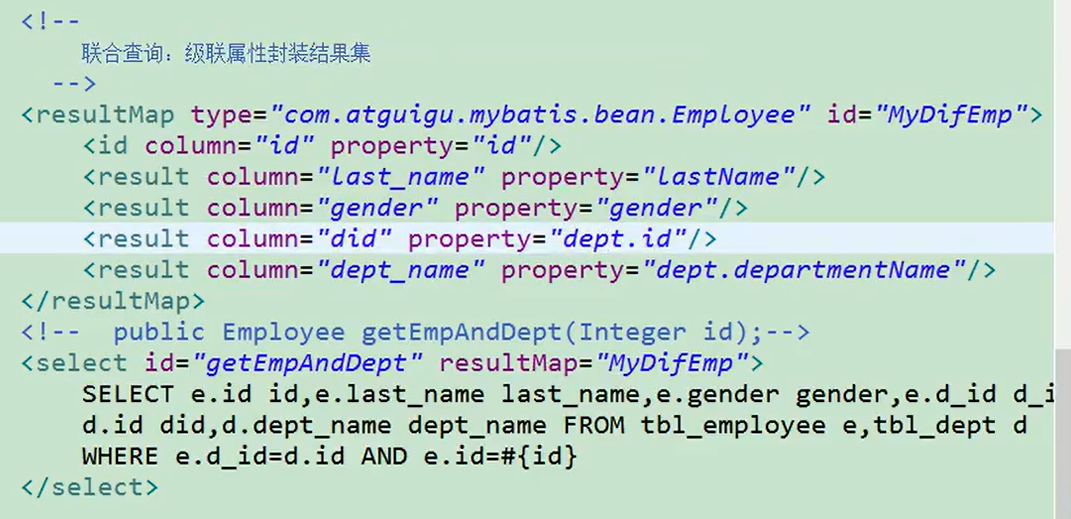 <!--
联合查询：级联属性封装结果集
-->
<resultMap type="com.atguigu.mybatis.bean.Employee" id="MyDifEmp">
<id column="id" property="id"/>
<result column="last_name" property="lastName"/>
<result column="gender" property="gender"/>
<result column="did" property="dept.id"/>
<result column="dept_name" property="dept.departmentName"/>
</resultMap>
<!-- public Employee getEmpAndDept(Integer id);-->
<select id="getEmpAndDept" resultMap="MyDifEmp">
SELECT e.id id,e.last_name last_name,e.gender gender,e.d_id d_i
d.id did,d.dept_name dept_name FROM tbl_employee e,tbl_dept d
WHERE e.d_id=d.id AND e.id=#{id}
</select>